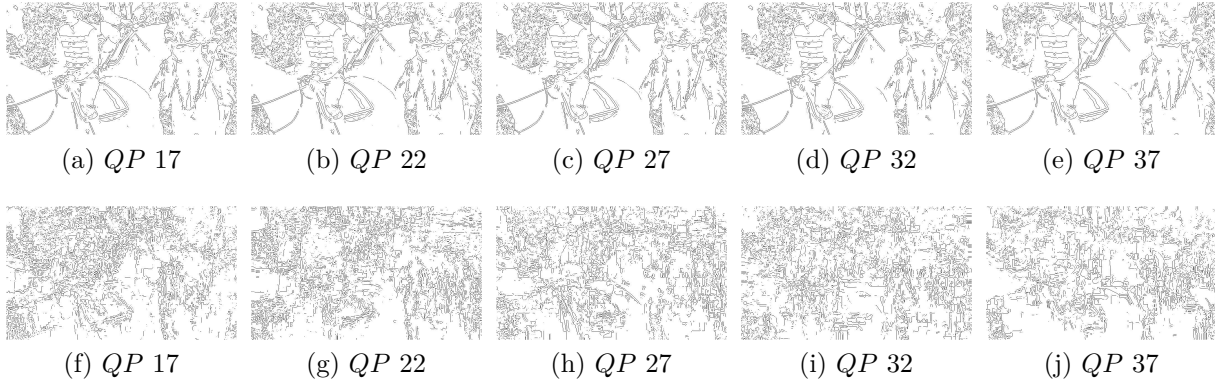 (a) QP 17
(b) QP 22
(c) QP 27
(d) QP 32
(e) QP 37
(f) QP 17
(g) QP 22
(h) QP 27
(i) QP 32
(j) QP 37